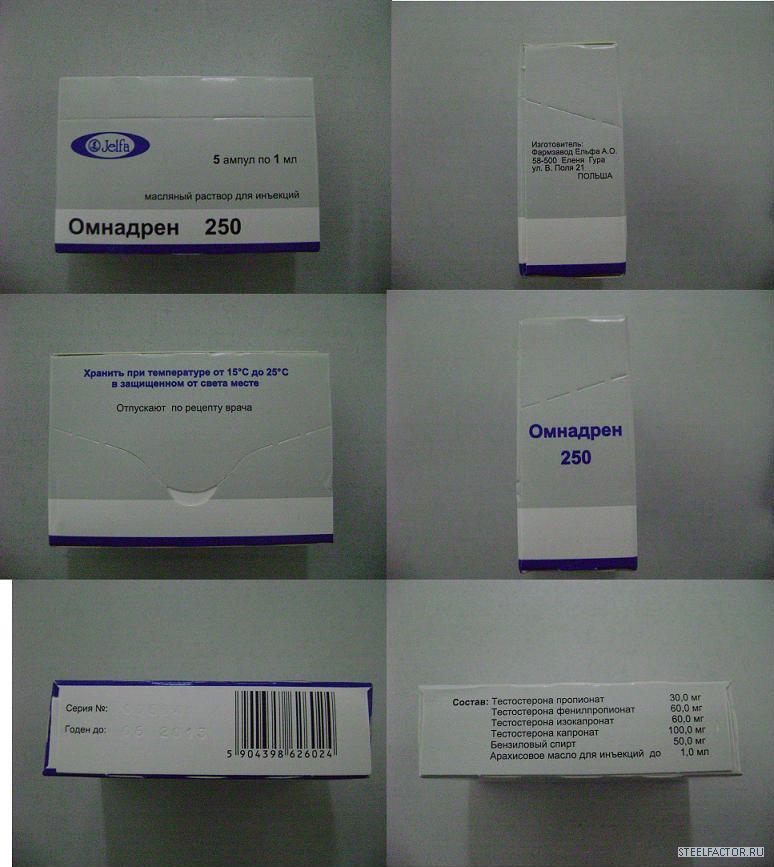 Jelfa
5 ампул по 1 мл
масляный раствор для инъекций
Омнадрен 250
Изготовитель:
Фармзавод Ельфа А.О.
58-500 Еленя Гура
ул. В. Поля 21
ПОЛЬША
Хранить при температуре от 15°С до 25°С
в защищенном от света месте
Отпускают по рецепту врача
Омнадрен
250
Серия №:
Годен до: 06 2013
5 904398 626024
Состав: Тестостерона пропионат 30,0 мг
Тестостерона фенилпропионат 60,0 мг
Тестостерона изокапронат 60,0 мг
Тестостерона капронат 100,0 мг
Бензиловый спирт 50,0 мг
Арахисовое масло для инъекций до 1,0 мл
STEELFACTOR.RU